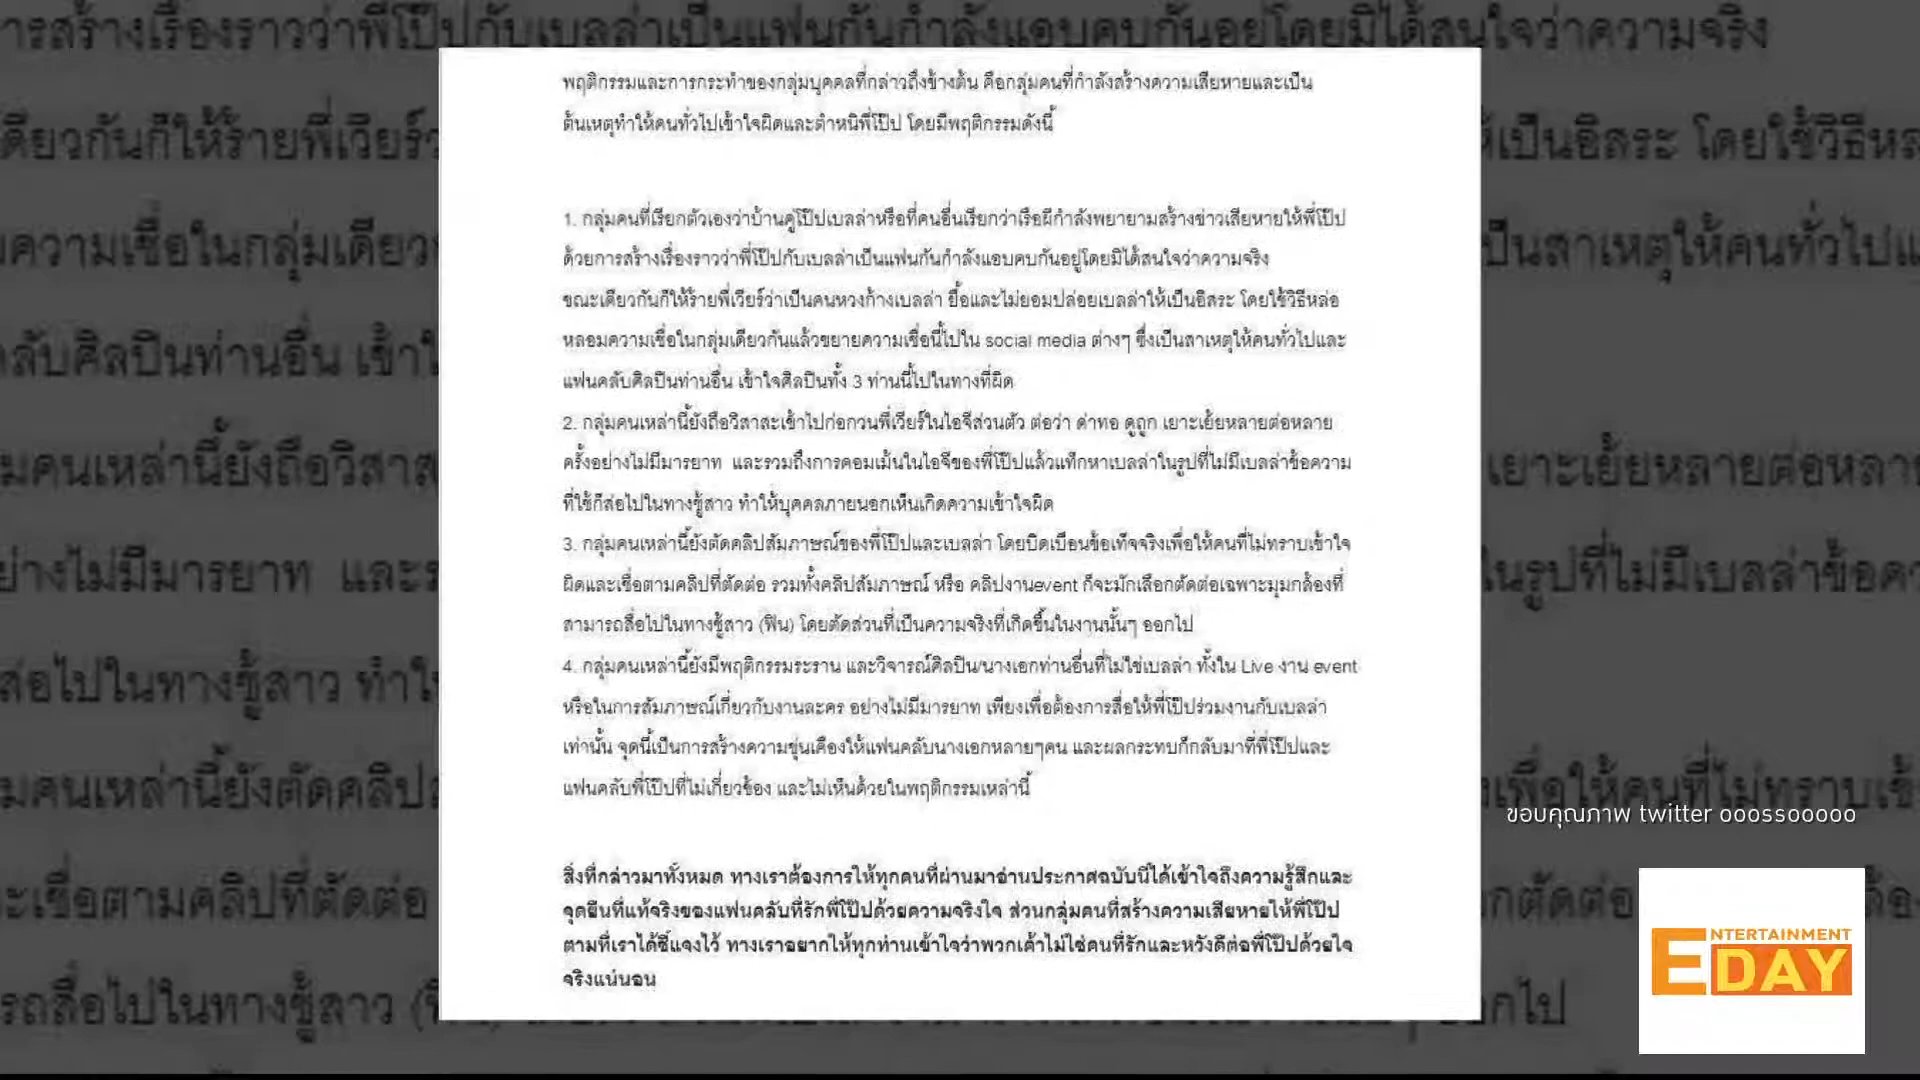 พฤติกรรมและการกระทำของกลุ่มบุคคลที่กล่าวถึงข้างต้น คือกลุ่มคนที่กำลังสร้างความเสียหายและเป็น
ต้นเหตุทำให้คนทั่วไปเข้าใจผิดและตำหนิพี่โป๊ป โดยมีพฤติกรรมดังนี้
1. กลุ่มคนที่เรียกตัวเองว่าบ้านคู่โป๊ปเบลล่าหรือที่คนอื่นเรียกว่าเรือผีกำลังพยายามสร้างข่าวเสียหายให้พี่โป๊ป
ด้วยการสร้างเรื่องราวว่าพี่โป๊ปกับเบลล่าเป็นแฟนกันกำลังแอบคบกันอยู่โดยมิได้สนใจว่าความจริง
ขณะเดียวกันก็ให้ร้ายพี่เวียร์ว่าเป็นคนหวงก้างเบลล่า ยื้อและไม่ยอมปล่อยเบลล่าให้เป็นอิสระ โดยใช้วิธีหล่อ
หลอมความเชื่อในกลุ่มเดียวกันแล้วขยายความเชื่อนี้ไปใน social media ต่างๆ ซึ่งเป็นสาเหตุให้คนทั่วไปและ
แฟนคลับศิลปินท่านอื่น เข้าใจศิลปินทั้ง 3 ท่านนี้ไปในทางที่ผิด
2. กลุ่มคนเหล่านี้ยังถือวิสาสะเข้าไปก่อกวนพี่เวียร์ในไอจีส่วนตัว ต่อว่า ด่าทอ ดูถูก เยาะเย้ยหลายต่อหลาย
ครั้งอย่างไม่มีมารยาท และรวมถึงการคอมเม้นในไอจีของพี่โป๊ปแล้วแท็กหาเบลล่าในรูปที่ไม่มีเบลล่าข้อความ
ที่ใช้ก็ส่อไปในทางชู้สาว ทำให้บุคคลภายนอกเห็นเกิดความเข้าใจผิด
3. กลุ่มคนเหล่านี้ยังตัดคลิปสัมภาษณ์ของพี่โป๊ปและเบลล่า โดยบิดเบือนข้อเท็จจริงเพื่อให้คนที่ไม่ทราบเข้าใจ
ผิดและเชื่อตามคลิปที่ตัดต่อ รวมทั้งคลิปสัมภาษณ์ หรือ คลิปงานevent ก็จะมักเลือกตัดต่อเฉพาะมุมกล้องที่
สามารถสื่อไปในทางชู้สาว (ฟิน) โดยตัดส่วนที่เป็นความจริงที่เกิดขึ้นในงานนั้นๆ ออกไป
4. กลุ่มคนเหล่านี้ยังมีพฤติกรรมระราน และวิจารณ์ศิลปิน/นางเอกท่านอื่นที่ไม่ใช่เบลล่า ทั้งใน Live งาน event
หรือในการสัมภาษณ์เกี่ยวกับงานละคร อย่างไม่มีมารยาท เพียงเพื่อต้องการสื่อให้พี่โป๊ปร่วมงานกับเบลล่า
เท่านั้น จุดนี้เป็นการสร้างความขุ่นเคืองให้แฟนคลับนางเอกหลายๆคน และผลกระทบก็กลับมาที่พี่โป๊ปและ
แฟนคลับพี่โป๊ปที่ไม่เกี่ยวข้อง และไม่เห็นด้วยในพฤติกรรมเหล่านี้
สิ่งที่กล่าวมาทั้งหมด ทางเราต้องการให้ทุกคนที่ผ่านมาอ่านประกาศฉบับนี้ได้เข้าใจถึงความรู้สึกและ
จุดยืนที่แท้จริงของแฟนคลับที่รักพี่โป๊ปด้วยความจริงใจ ส่วนกลุ่มคนที่สร้างความเสียหายให้พี่โป๊ป
ตามที่เราได้ชี้แจงไว้ ทางเราอยากให้ทุกท่านเข้าใจว่าพวกเค้าไม่ใช่คนที่รักและหวังดีต่อพี่โป๊ปด้วยใจ
จริงแน่นอน
ขอบคุณภาพ twitter ooossooooo
ENTERTAINMENT
DAY